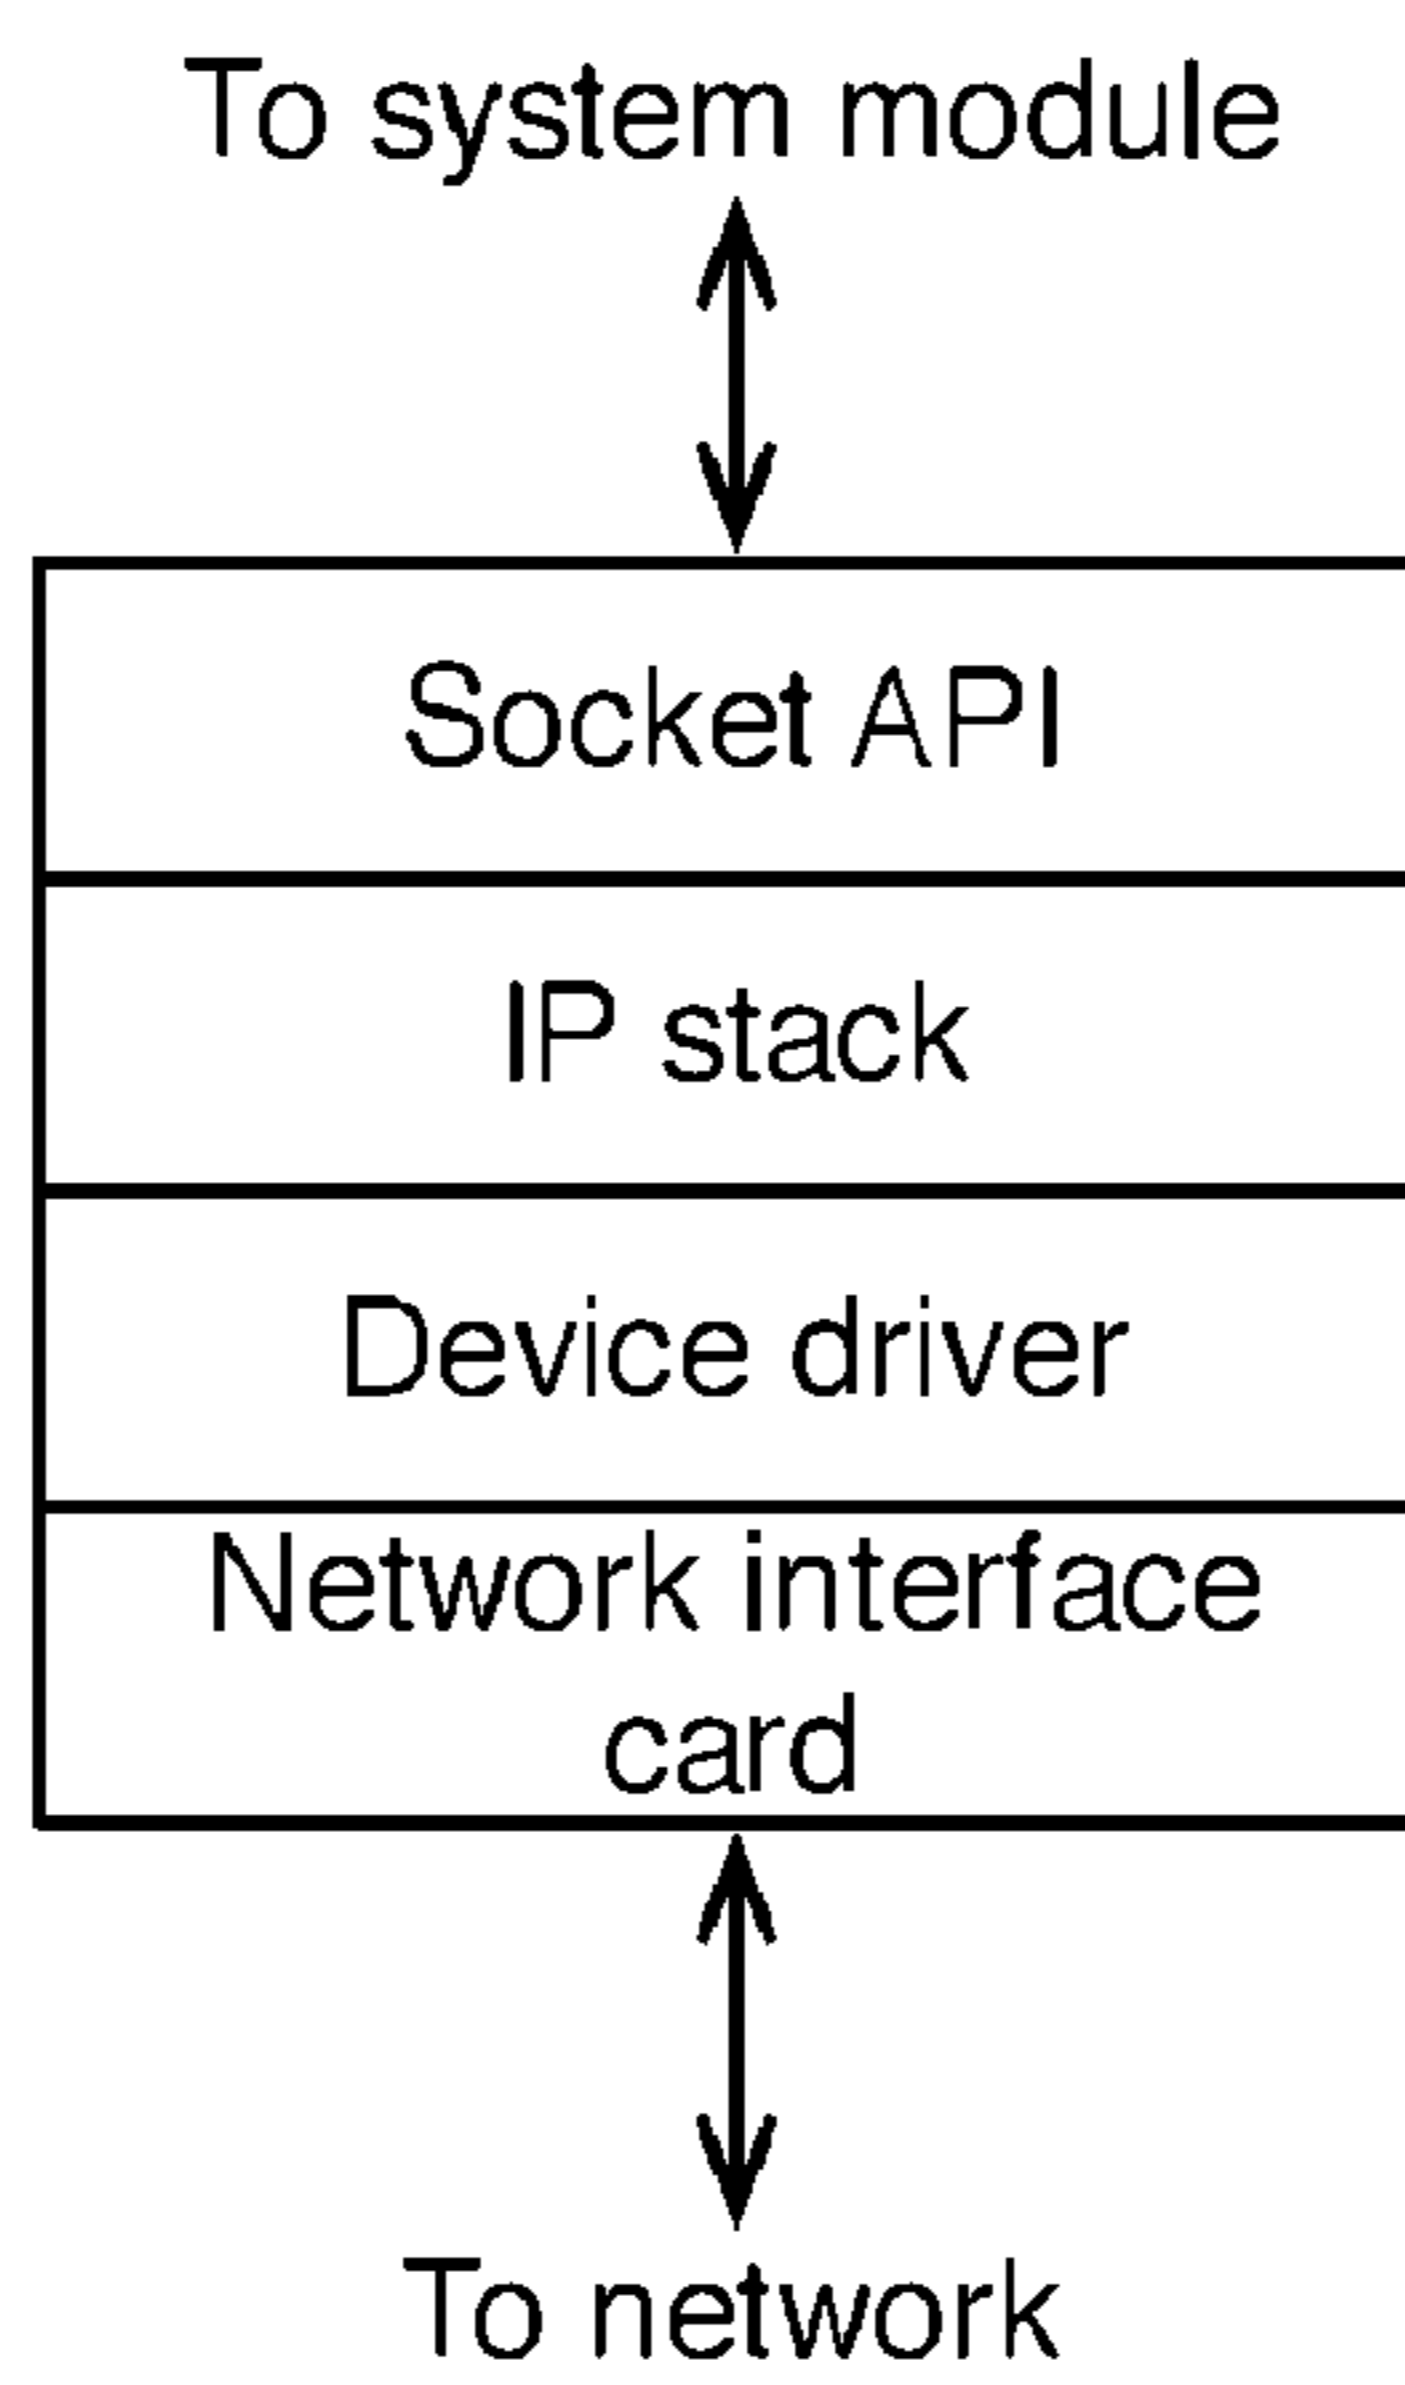 To system module
Socket API
IP stack
Device driver
Network interface
card
To network